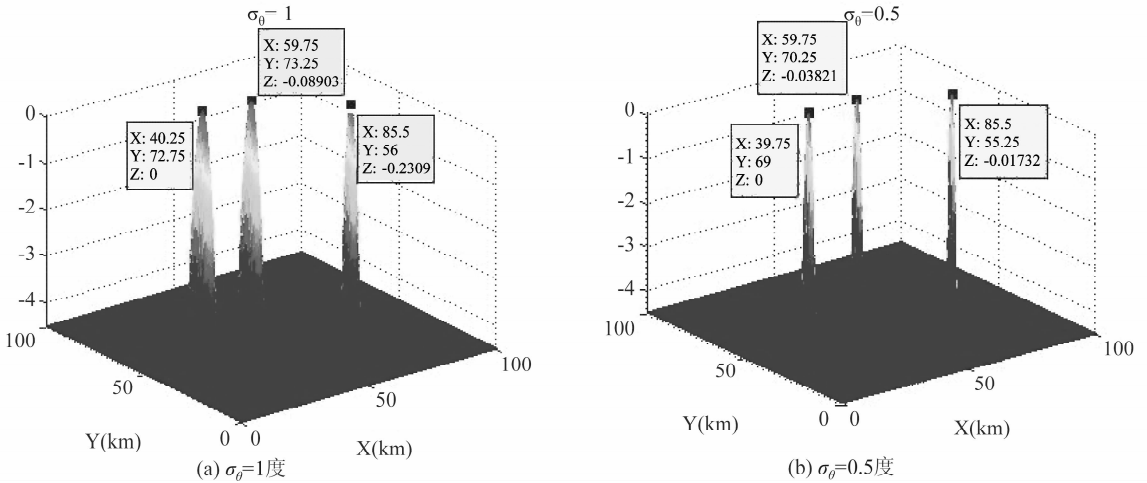 σθ= 1
X: 59.75
Y: 73.25
Z: -0.08903
X: 40.25
Y: 72.75
Z: 0
X: 85.5
Y: 56
Z: -0.2309
0
-1
-2
-3
-4
100
50
0
0
50
100
Y(km)
X(km)
(a) σθ=1度
σθ=0.5
X: 59.75
Y: 70.25
Z: -0.03821
X: 39.75
Y: 69
Z: 0
X: 85.5
Y: 55.25
Z: -0.01732
0
-1
-2
-3
-4
100
50
0
0
50
100
Y(km)
X(km)
(b) σθ=0.5度